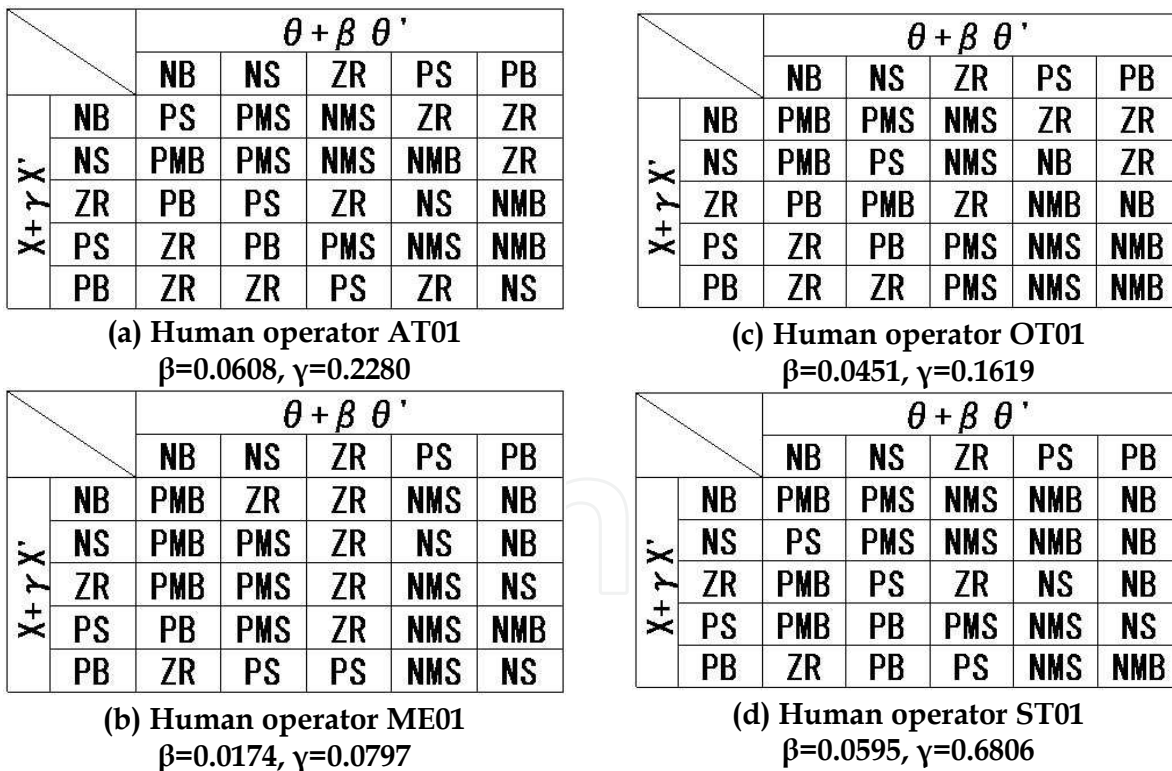 θ + β θ '
NB NS ZR PS PB
X + γ X'
NB PS PMS NMS ZR ZR
NS PMB PMS NMS NMB ZR
ZR PB PS ZR NS NMB
PS ZR PB PMS NMS NMB
PB ZR ZR PS ZR NS
(a) Human operator AT01
β=0.0608, γ=0.2280
θ + β θ '
NB NS ZR PS PB
X + γ X'
NB PMB ZR ZR NMS NB
NS PMB PMS ZR NS NB
ZR PMB PMS ZR NMS NS
PS PB PMS ZR NMS NMB
PB ZR PS PS NMS NS
(b) Human operator ME01
β=0.0174, γ=0.0797
θ + β θ '
NB NS ZR PS PB
X + γ X'
NB PMB PMS NMS ZR ZR
NS PMB PS NMS NB ZR
ZR PB PMB ZR NMB NB
PS ZR PB PMS NMS NMB
PB ZR ZR PMS NMS NMB
(c) Human operator OT01
β=0.0451, γ=0.1619
θ + β θ '
NB NS ZR PS PB
X + γ X'
NB PMB PMS NMS NMB NB
NS PS PMS NMS NMB NB
ZR PMB PS ZR NS NB
PS PMB PB PMS NMS NS
PB ZR PB PS NMS NMB
(d) Human operator ST01
β=0.0595, γ=0.6806